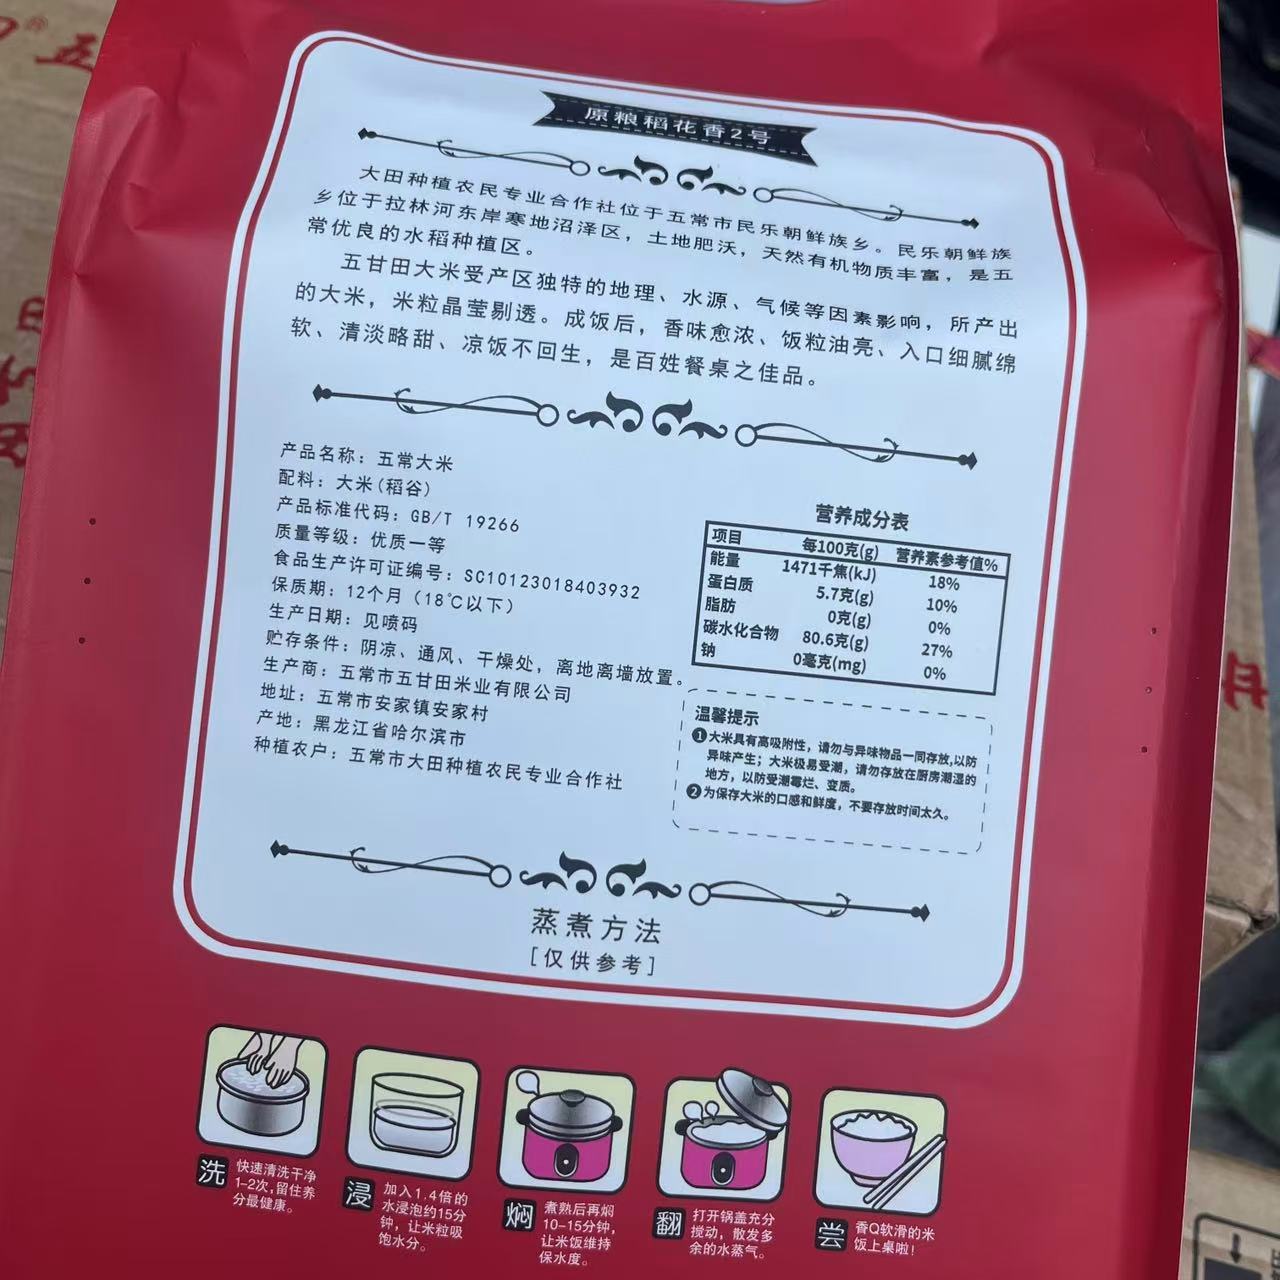 原粮稻花香2号
大田种植农民专业合作社位于五常市民乐朝鲜族乡。民乐朝鲜族
乡位于拉林河东岸寒地沼泽区，土地肥沃，天然有机物质丰富，是五
常优良的水稻种植区。
五甘田大米受产区独特的地理、水源、气候等因素影响，所产出
的大米，米粒晶莹剔透。成饭后，香味愈浓、饭粒油亮、入口细腻绵
软、清淡略甜、凉饭不回生，是百姓餐桌之佳品。
产品名称：五常大米
配料：大米(稻谷)
产品标准代码：GB/T 19266
质量等级：优质一等
食品生产许可证编号：SC10123018403932
保质期：12个月（18℃以下）
生产日期：见喷码
贮存条件：阴凉、通风、干燥处，离地离墙放置。
生产商：五常市五甘田米业有限公司
地址：五常市安家镇安家村
产地：黑龙江省哈尔滨市
种植农户：五常市大田种植农民专业合作社
营养成分表
项目 每100克(g) 营养素参考值%
能量 1471千焦(kJ) 18%
蛋白质 5.7克(g) 10%
脂肪 0克(g) 0%
碳水化合物 80.6克(g) 27%
钠 0毫克(mg) 0%
温馨提示
❶大米具有高吸附性，请勿与异味物品一同存放,以防
异味产生；大米极易受潮，请勿存放在厨房潮湿的
地方，以防受潮霉烂、变质。
❷为保存大米的口感和鲜度，不要存放时间太久。
蒸煮方法
[仅供参考]
洗
快速清洗干净
1-2次,留住养
分最健康。
浸
加入1.4倍的
水浸泡约15分
钟，让米粒吸
饱水分。
焖
煮熟后再焖
10-15分钟，
让米饭维持
保水度。
翻
打开锅盖充分
搅动，散发多
余的水蒸气。
尝
香Q软滑的米
饭上桌啦！
五